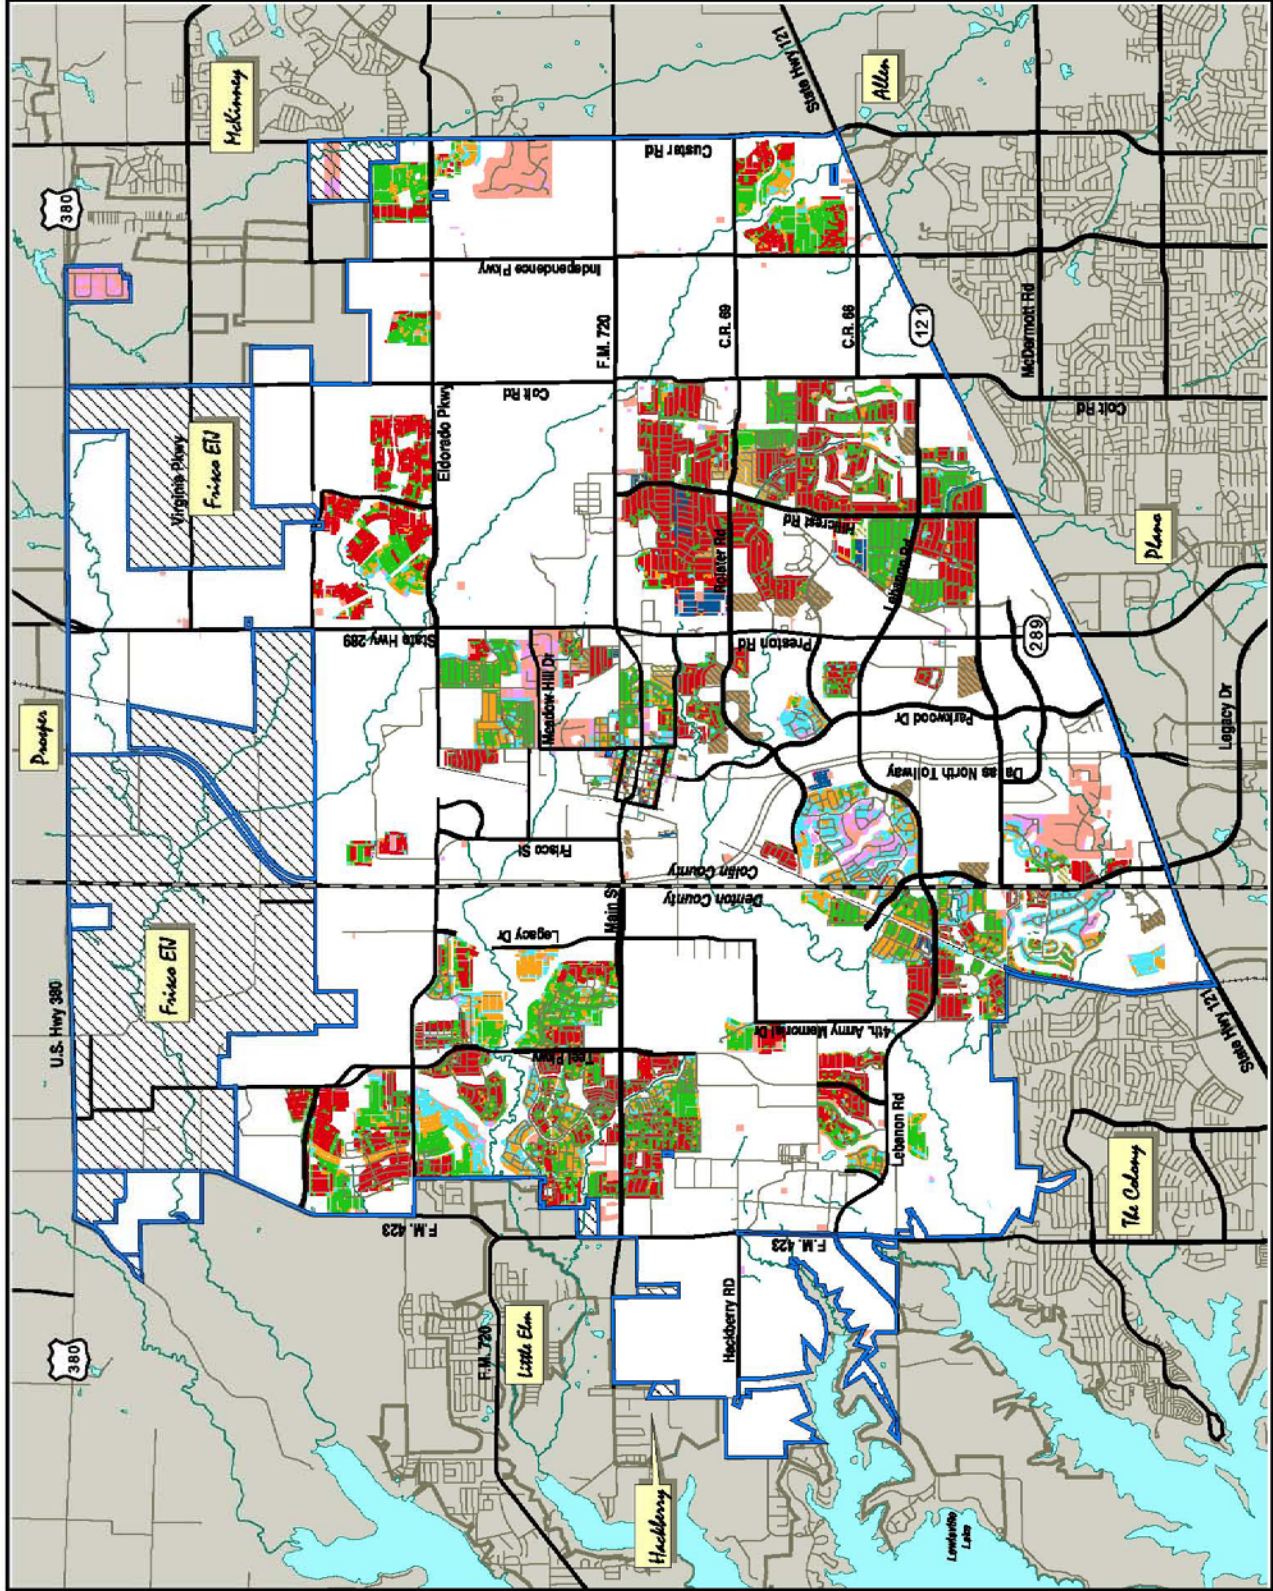 380
McKinney
Allen
State Hwy 121
Custer Rd
Independence Pkwy
F.M. 720
C.R. 69
C.R. 68
121
McDermott Rd
Coit Rd
Coit Rd
Virginia Pkwy
Frisco ETJ
Eldorado Pkwy
Hillcrest Rd
Rolater Rd
Lebanon Rd
Plano
Prosper
State Hwy 289
Meadow Hill Dr
Preston Rd
289
Parkwood Dr
Legacy Dr
Dallas North Tollway
Frisco St
Collin County
Denton County
Main St
Legacy Dr
Frisco ETJ
U.S. Hwy 380
Teel Pkwy
4th. Army Memorial Dr
State Hwy 121
Lebanon Rd
The Colony
F.M. 423
F.M. 423
Hackberry RD
F.M. 720
Little Elm
380
Hackberry
Lewisville
Lake